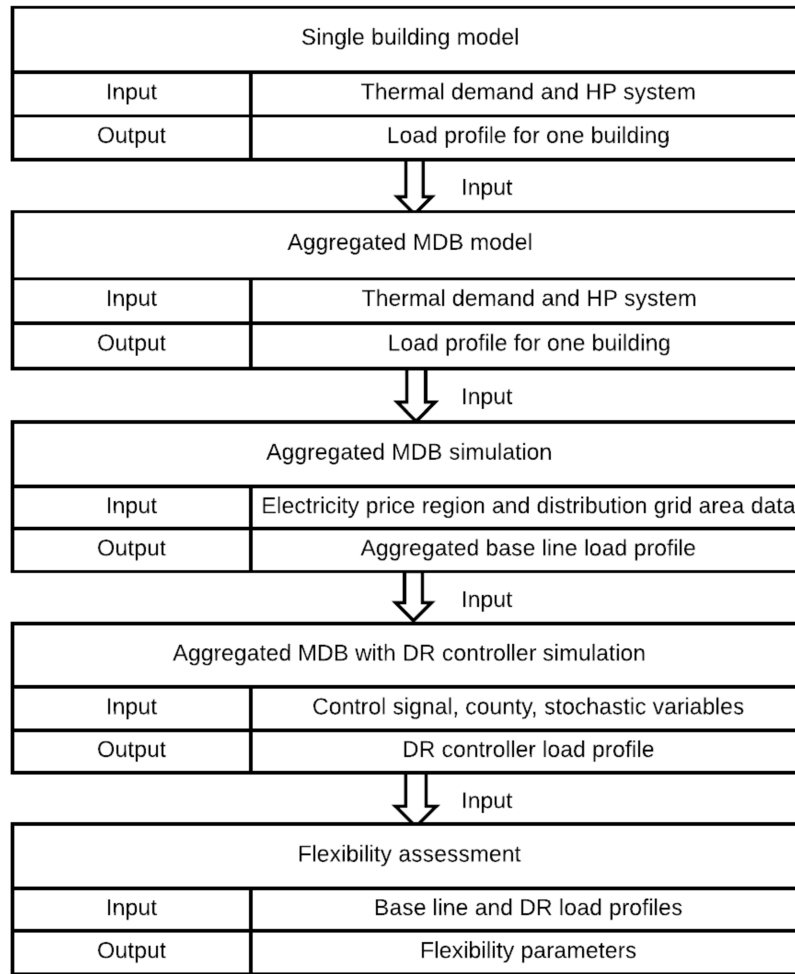 Single building model
Input Thermal demand and HP system
Output Load profile for one building
Input
Aggregated MDB model
Input Thermal demand and HP system
Output Load profile for one building
Input
Aggregated MDB simulation
Input Electricity price region and distribution grid area data
Output Aggregated base line load profile
Input
Aggregated MDB with DR controller simulation
Input Control signal, county, stochastic variables
Output DR controller load profile
Input
Flexibility assessment
Input Base line and DR load profiles
Output Flexibility parameters